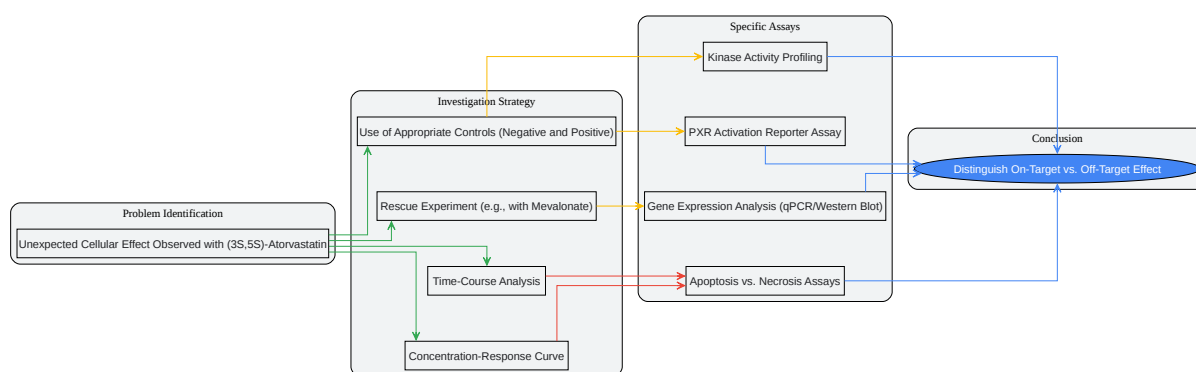 Problem Identification
Unexpected Cellular Effect Observed with (3S,5S)-Atorvastatin
Investigation Strategy
Use of Appropriate Controls (Negative and Positive)
Rescue Experiment (e.g., with Mevalonate)
Time-Course Analysis
Concentration-Response Curve
Specific Assays
Kinase Activity Profiling
PXR Activation Reporter Assay
Gene Expression Analysis (qPCR/Western Blot)
Apoptosis vs. Necrosis Assays
Conclusion
Distinguish On-Target vs. Off-Target Effect